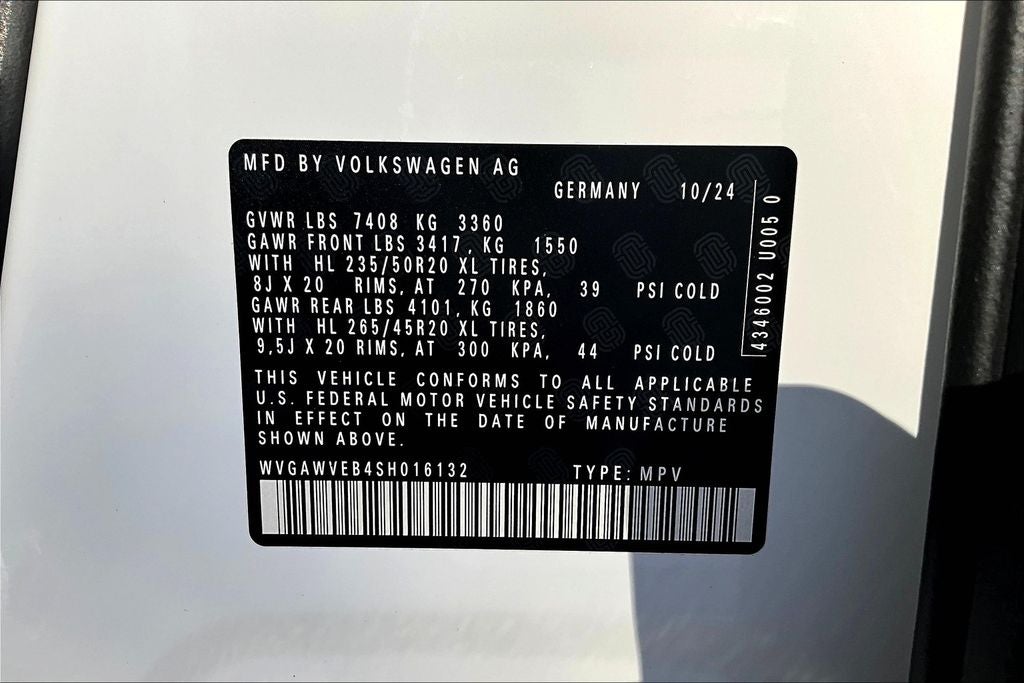 MFD BY VOLKSWAGEN AG
GERMANY 10/24
GVWR LBS 7408 KG 3360
GAWR FRONT LBS 3417, KG 1550
WITH HL 235/50R20 XL TIRES,
8J X 20 RIMS, AT 270 KPA, 39 PSI COLD
GAWR REAR LBS 4101, KG 1860
WITH HL 265/45R20 XL TIRES,
9,5J X 20 RIMS, AT 300 KPA, 44 PSI COLD
THIS VEHICLE CONFORMS TO ALL APPLICABLE
U.S. FEDERAL MOTOR VEHICLE SAFETY STANDARDS
IN EFFECT ON THE DATE OF MANUFACTURE
SHOWN ABOVE.
WVGAWVEB4SH016132 TYPE: MPV
4346002 U005 0